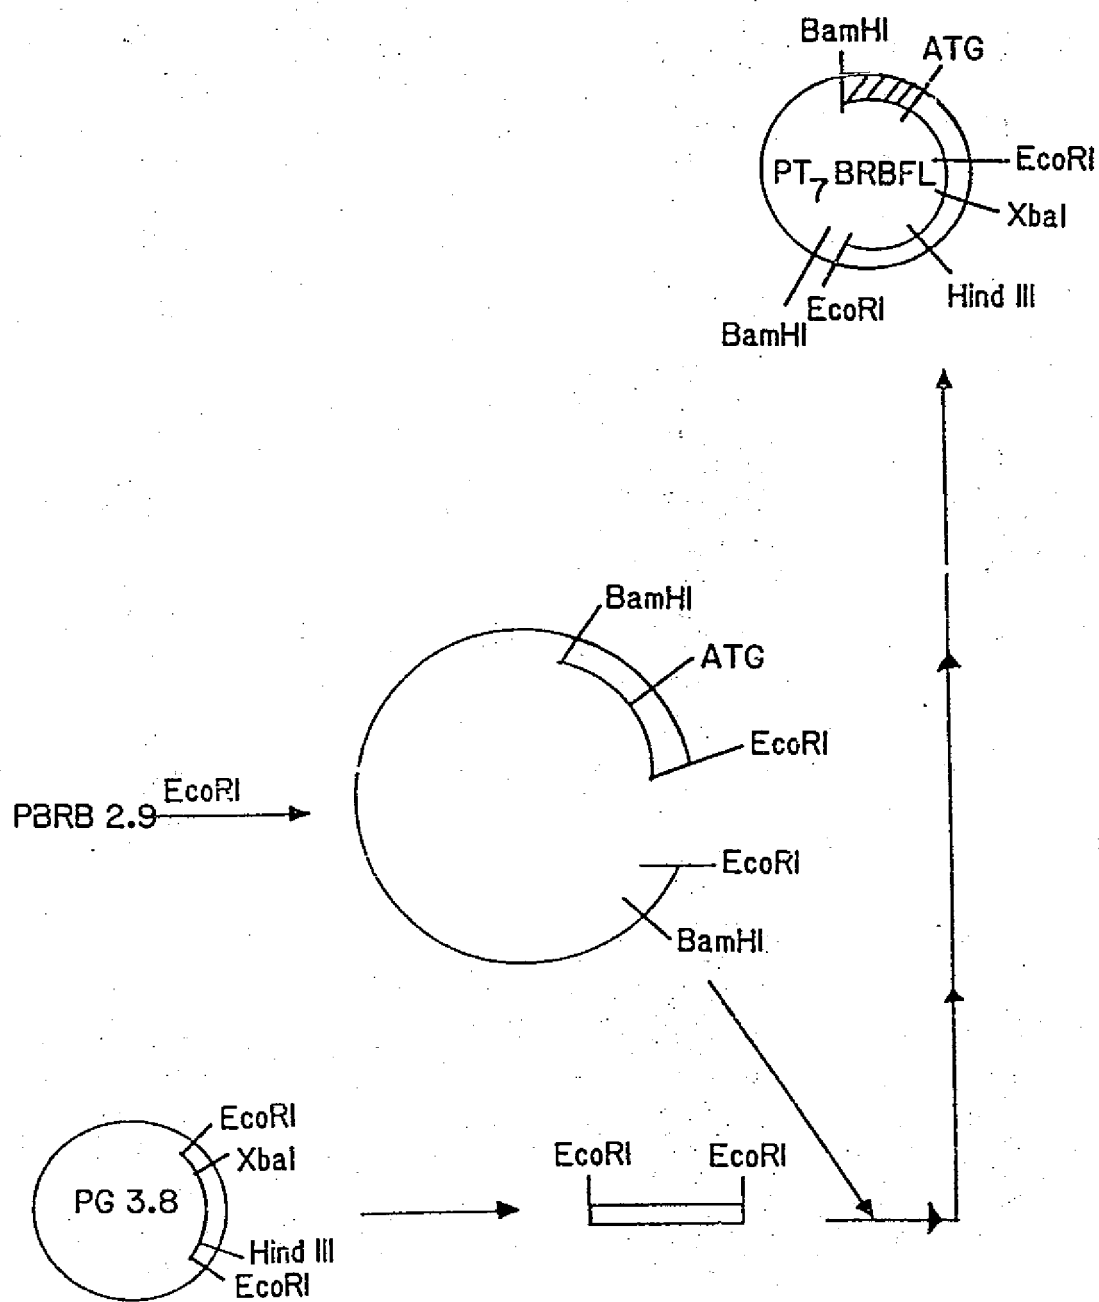 BamHI
ATG
PT7 BRBFL
EcoRI
XbaI
Hind III
EcoRI
BamHI
BamHI
ATG
EcoRI
PBRB 2.9
EcoRI
EcoRI
BamHI
EcoRI
XbaI
PG 3.8
Hind III
EcoRI
EcoRI
EcoRI